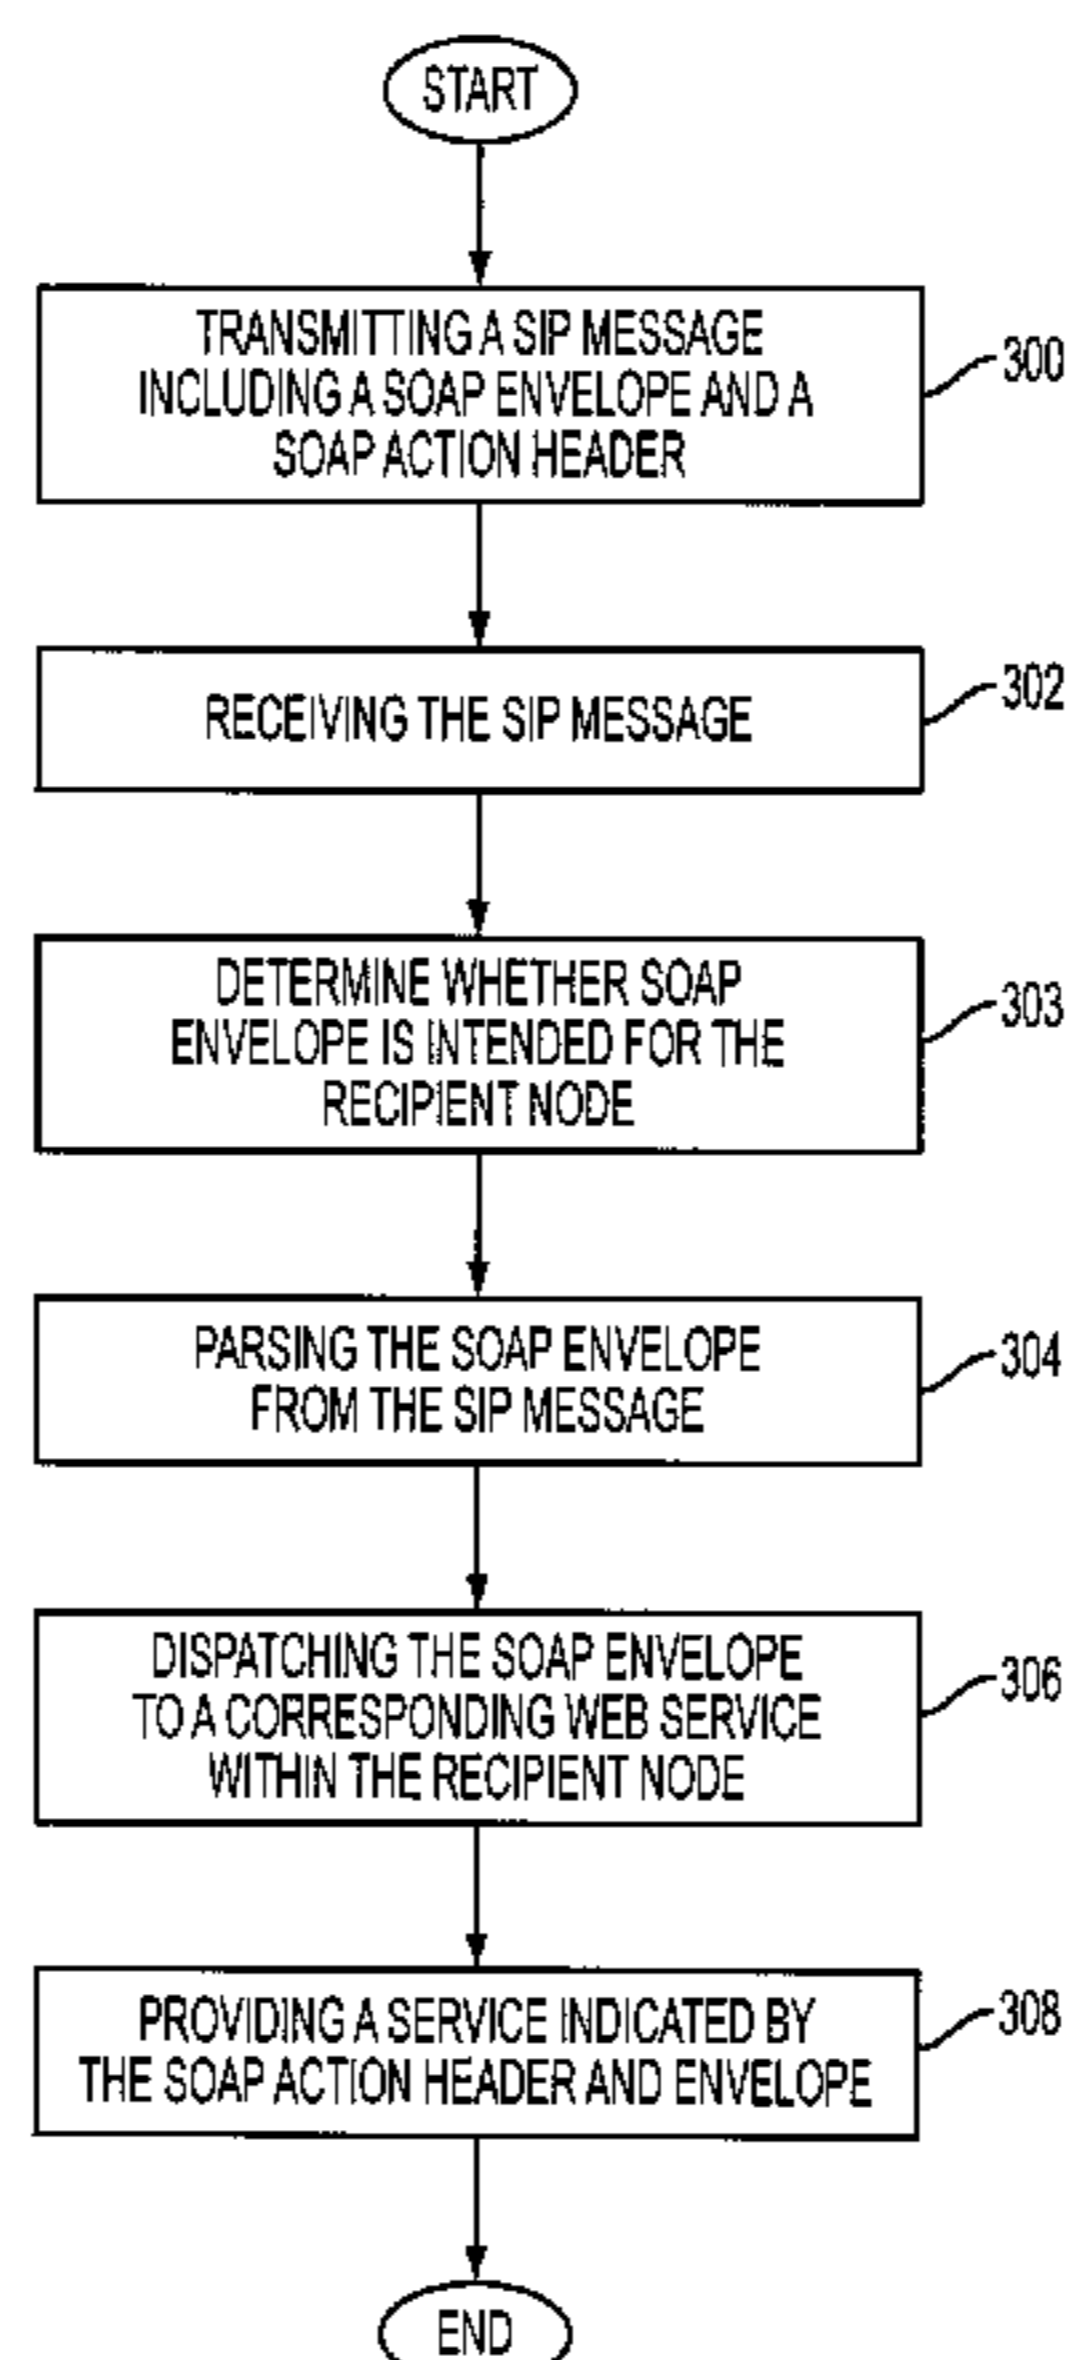 START
TRANSMITTING A SIP MESSAGE
INCLUDING A SOAP ENVELOPE AND A
SOAP ACTION HEADER
300
RECEIVING THE SIP MESSAGE
302
DETERMINE WHETHER SOAP
ENVELOPE IS INTENDED FOR THE
RECIPIENT NODE
303
PARSING THE SOAP ENVELOPE
FROM THE SIP MESSAGE
304
DISPATCHING THE SOAP ENVELOPE
TO A CORRESPONDING WEB SERVICE
WITHIN THE RECIPIENT NODE
306
PROVIDING A SERVICE INDICATED BY
THE SOAP ACTION HEADER AND ENVELOPE
308
END